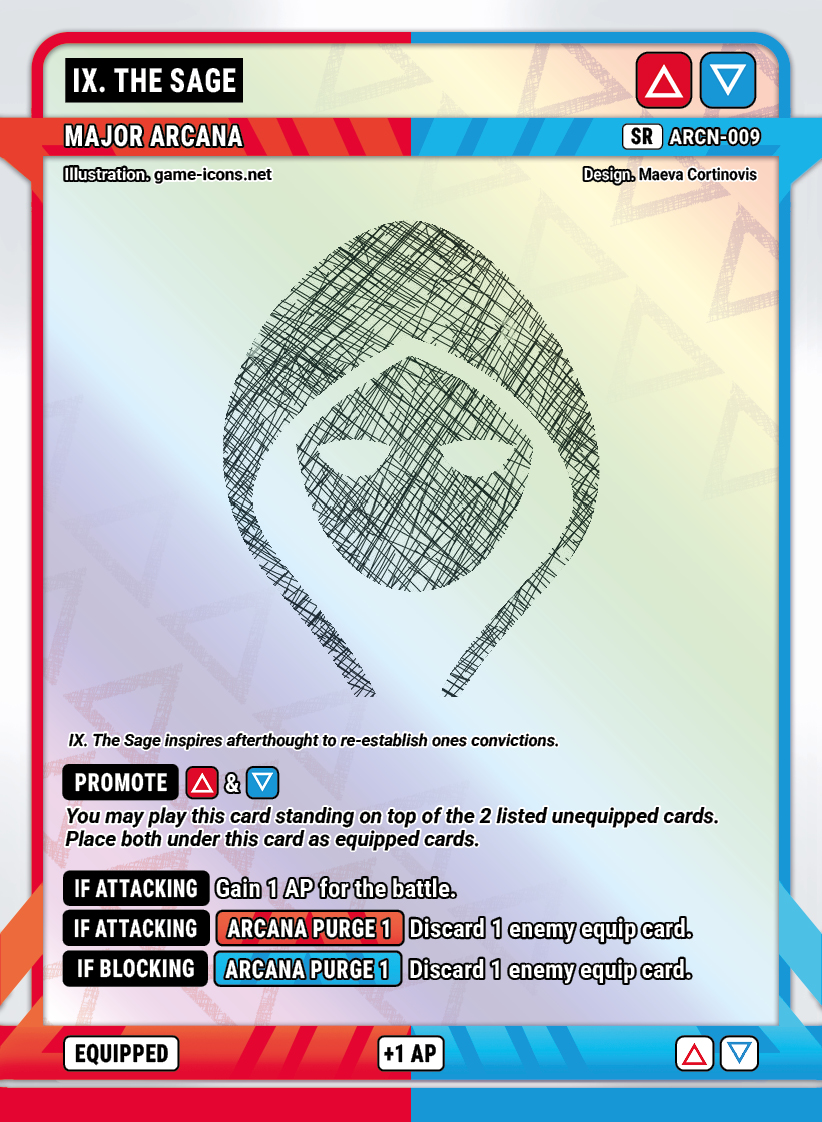 IX. THE SAGE
MAJOR ARCANA
SR ARCN-009
Illustration. game-icons.net
Design. Maeva Cortinovis
IX. The Sage inspires afterthought to re-establish ones convictions.
PROMOTE &
You may play this card standing on top of the 2 listed unequipped cards.
Place both under this card as equipped cards.
IF ATTACKING Gain 1 AP for the battle.
IF ATTACKING ARCANA PURGE 1 Discard 1 enemy equip card.
IF BLOCKING ARCANA PURGE 1 Discard 1 enemy equip card.
EQUIPPED +1 AP